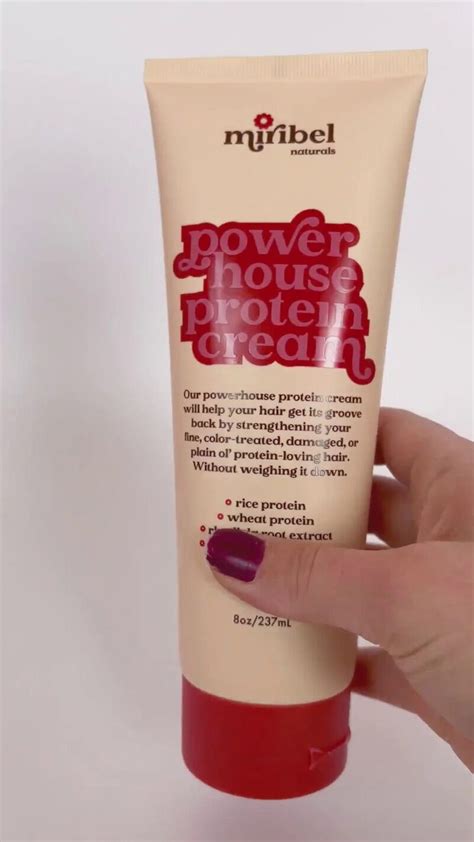 miribel
naturals
power
house
protein
cream
Our powerhouse protein cream
will help your hair get its groove
back by strengthening your
fine, color-treated, damaged, or
plain ol' protein-loving hair.
Without weighing it down.
rice protein
wheat protein
root extract
8oz/237mL